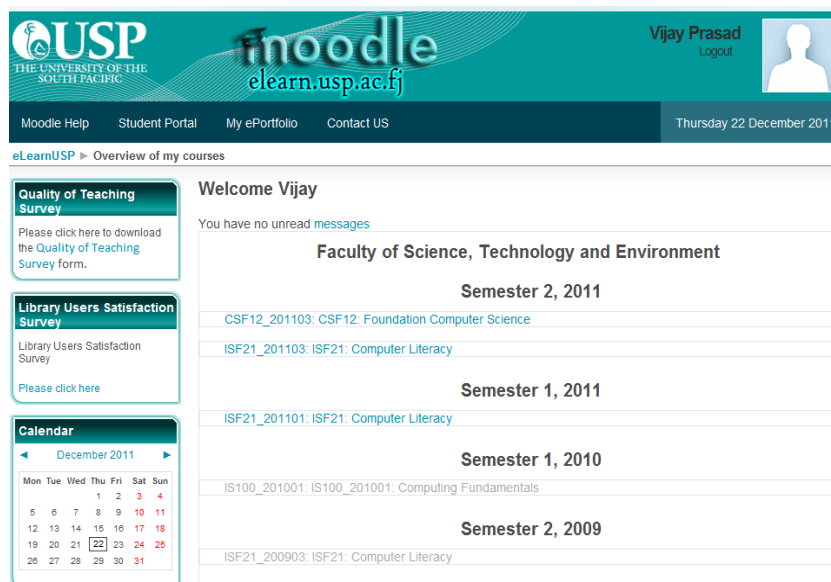 USP
THE UNIVERSITY OF THE
SOUTH PACIFIC
moodle
elearn.usp.ac.fj
Vijay Prasad
Logout
Moodle Help Student Portal My ePortfolio Contact US
Thursday 22 December 201
eLearnUSP ► Overview of my courses
Quality of Teaching
Survey
Please click here to download
the Quality of Teaching
Survey form.
Library Users Satisfaction
Survey
Library Users Satisfaction
Survey
Please click here
Calendar
◄ December 2011 ►
Mon Tue Wed Thu Fri Sat Sun
1 2 3 4
5 6 7 8 9 10 11
12 13 14 15 16 17 18
19 20 21 22 23 24 25
26 27 28 29 30 31
Welcome Vijay
You have no unread messages
Faculty of Science, Technology and Environment
Semester 2, 2011
CSF12_201103: CSF12: Foundation Computer Science
ISF21_201103: ISF21: Computer Literacy
Semester 1, 2011
ISF21_201101: ISF21: Computer Literacy
Semester 1, 2010
IS100_201001: IS100_201001: Computing Fundamentals
Semester 2, 2009
ISF21_200903: ISF21: Computer Literacy